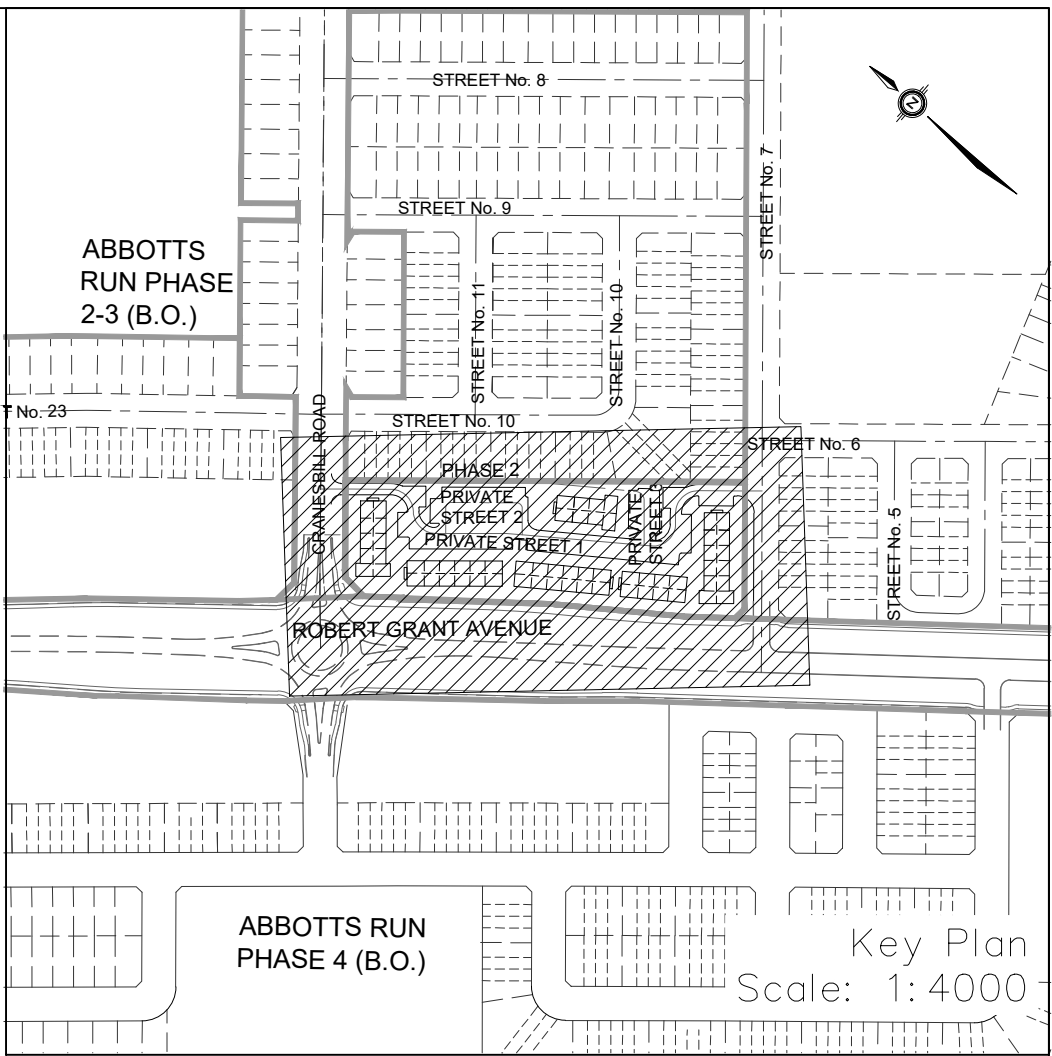 STREET No. 8
N
STREET No. 7
STREET No. 9
ABBOTTS
RUN PHASE
2-3 (B.O.)
STREET No. 11
STREET No. 10
No. 23
CRANESBILL ROAD
STREET No. 10
STREET No. 6
PHASE 2
PRIVATE
STREET 2
PRIVATE
STREET 3
PRIVATE STREET 1
STREET No. 5
ROBERT GRANT AVENUE
ABBOTTS RUN
PHASE 4 (B.O.)
Key Plan
Scale: 1:4000